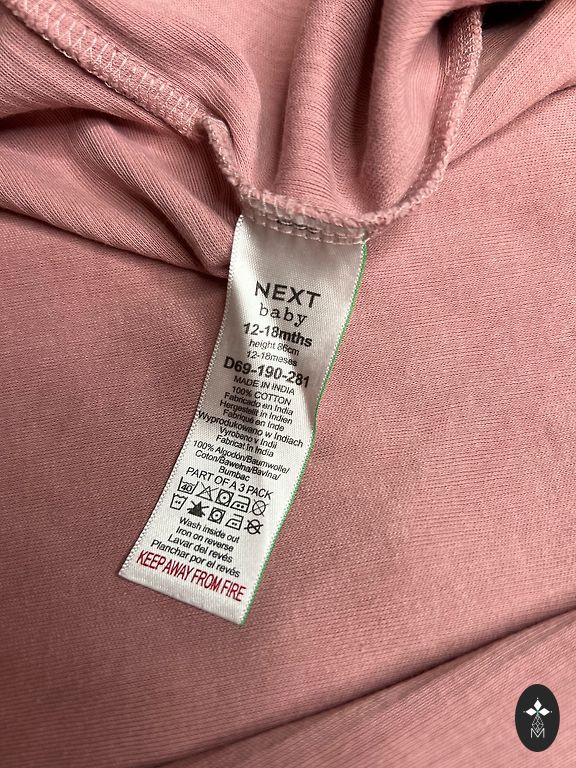 NEXT
baby
12-18mths
height 86cm
12-18meses
D69-190-281
MADE IN INDIA
100% COTTON
Fabricado en India
Hergestellt in Indien
Fabriqué en Inde
Wyprodukowano w Indiach
Vyrobeno v Indii
Fabricat în India
100% Algodón/Baumwolle/
Coton/Bawełna/Bavlna/
Bumbac
PART OF A 3 PACK
40
Wash inside out
Iron on reverse
Lavar del revés
Planchar por el revés
KEEP AWAY FROM FIRE
M